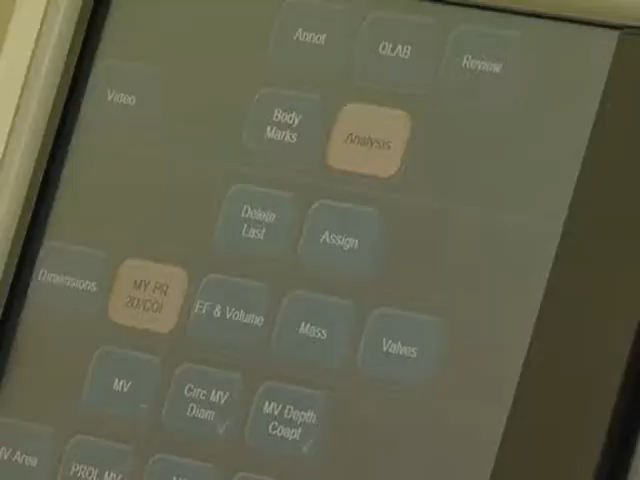 Annot
QLAB
Review
Video
Body
Marks
Analysis
Delete
Last
Assign
Dimensions
MY PR
2D/COL
EF & Volume
Mass
Valves
MV
Circ MV
Diam
MV Depth
Coapt
MV Area
PROL MV